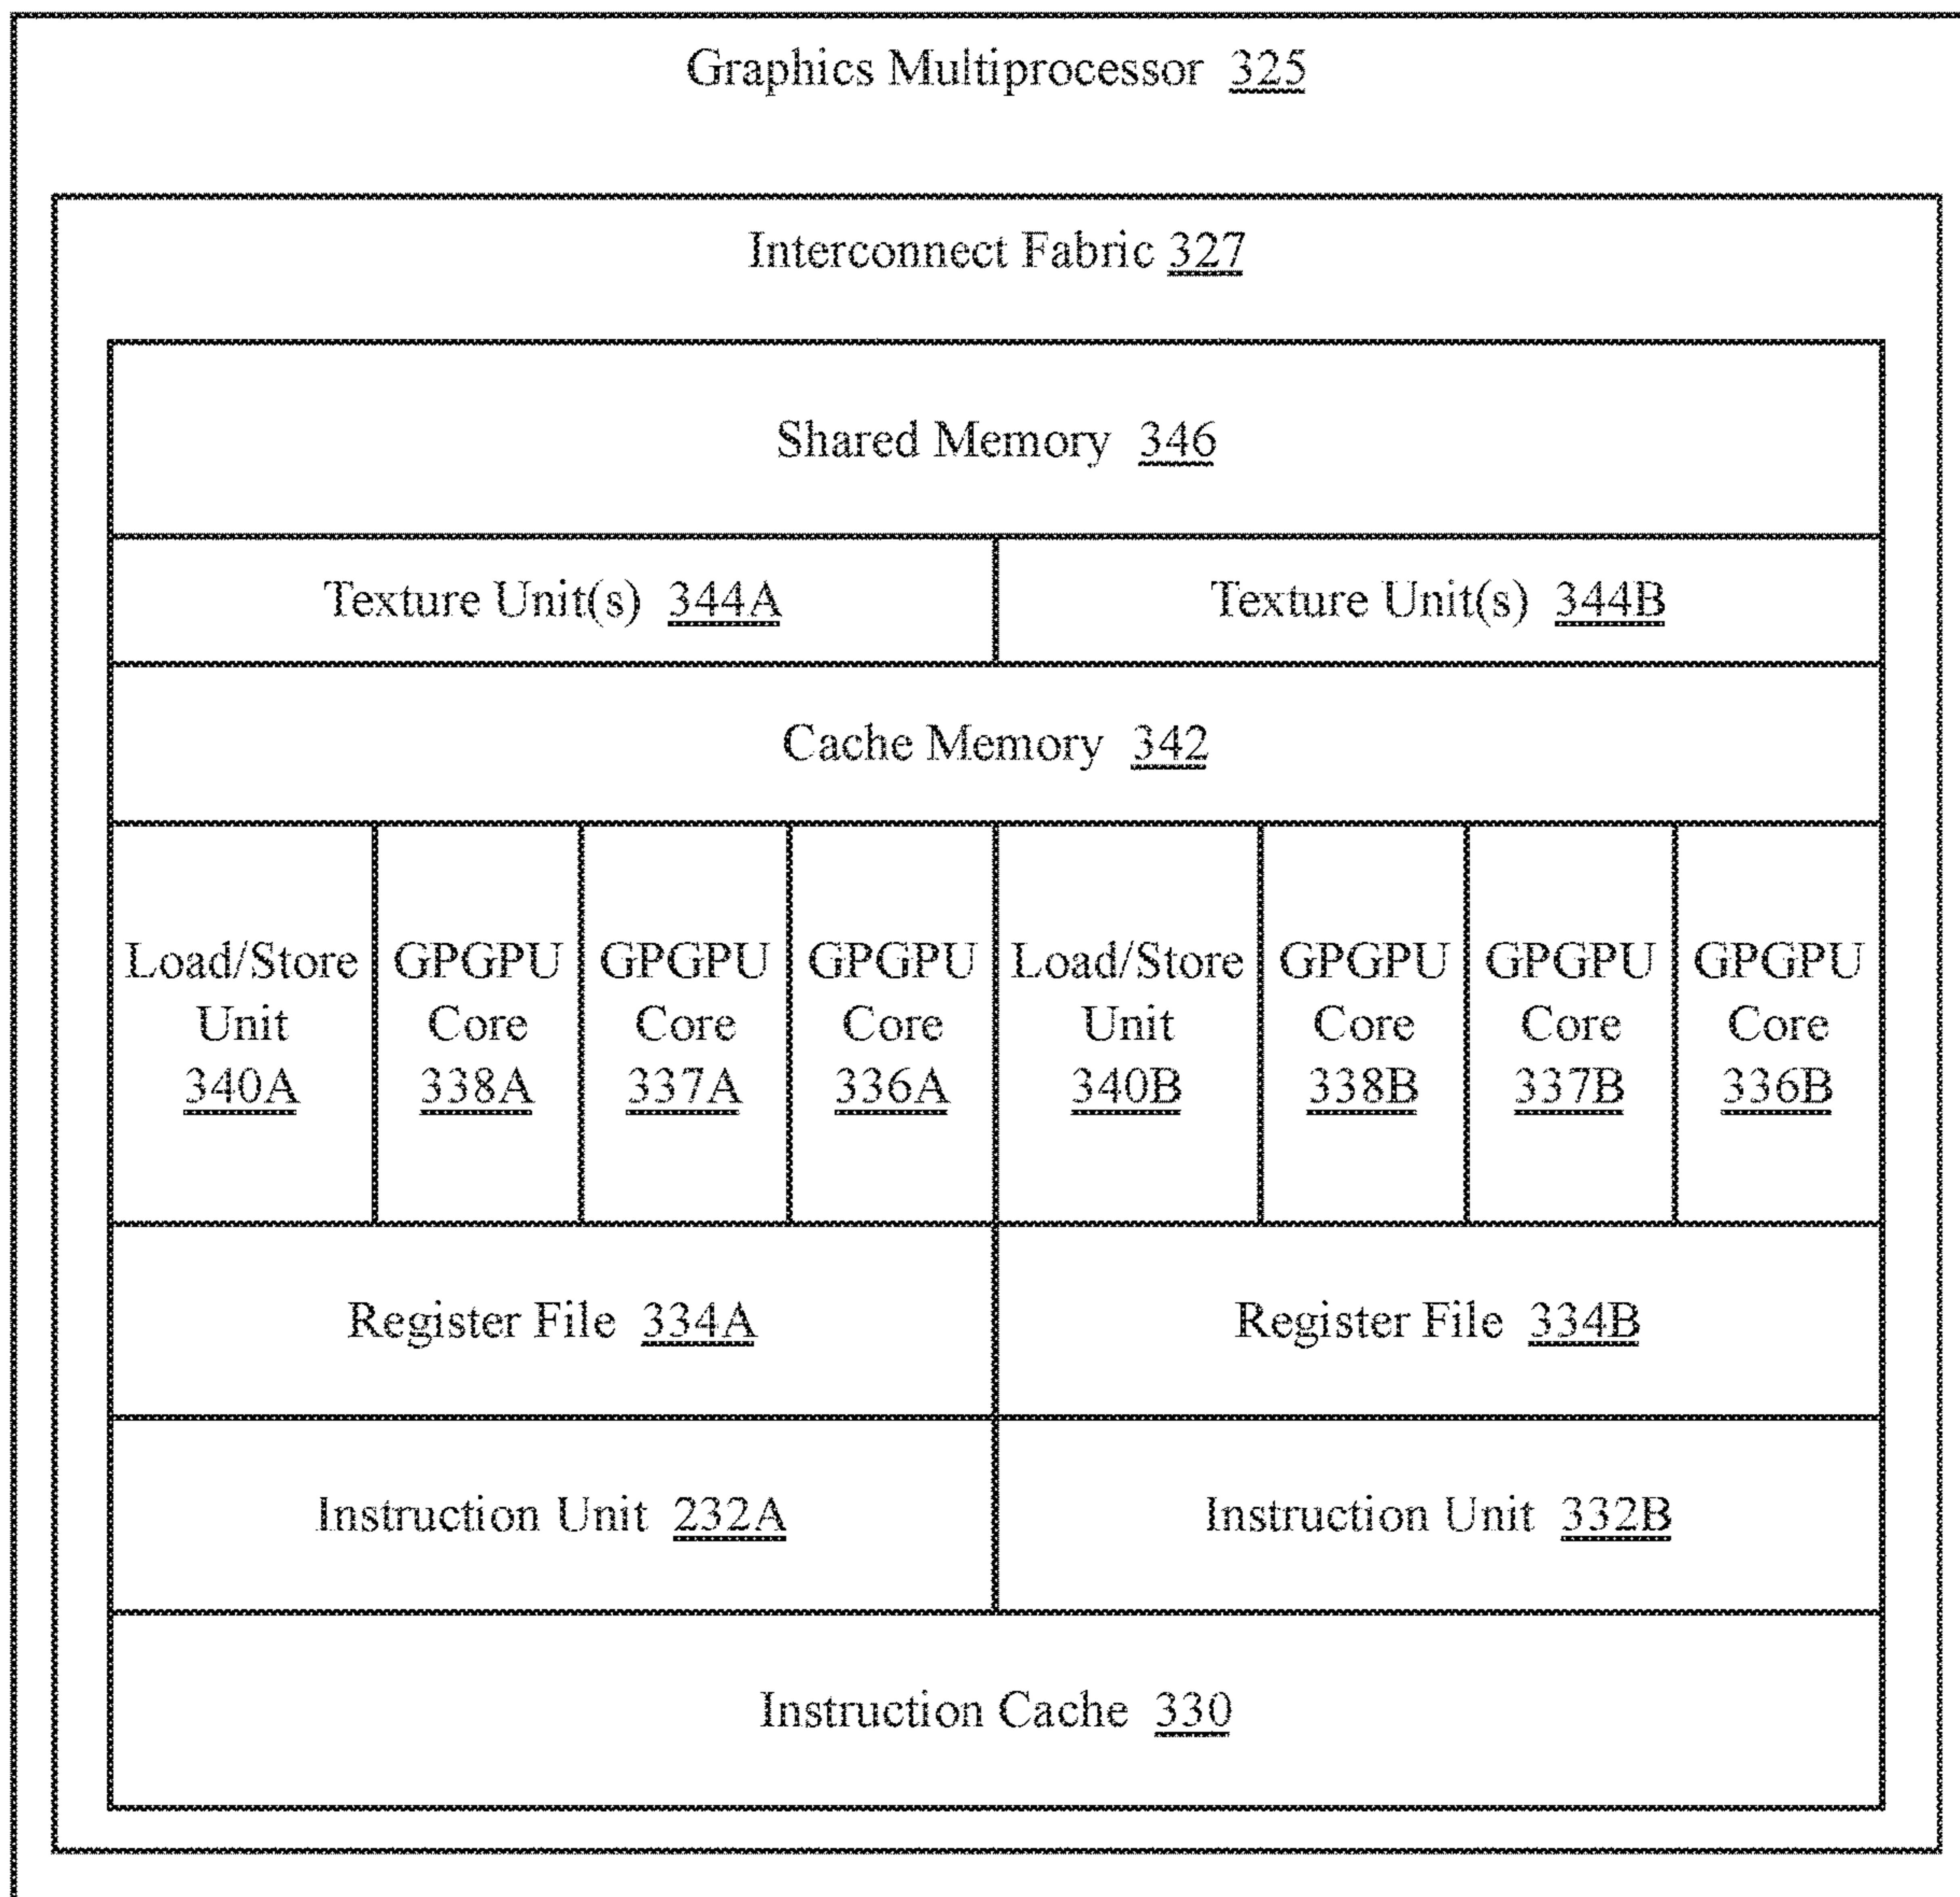 Graphics Multiprocessor 325
Interconnect Fabric 327
Shared Memory 346
Texture Unit(s) 344A
Texture Unit(s) 344B
Cache Memory 342
Load/Store
Unit
340A
GPGPU
Core
338A
GPGPU
Core
337A
GPGPU
Core
336A
Load/Store
Unit
340B
GPGPU
Core
338B
GPGPU
Core
337B
GPGPU
Core
336B
Register File 334A
Register File 334B
Instruction Unit 232A
Instruction Unit 332B
Instruction Cache 330